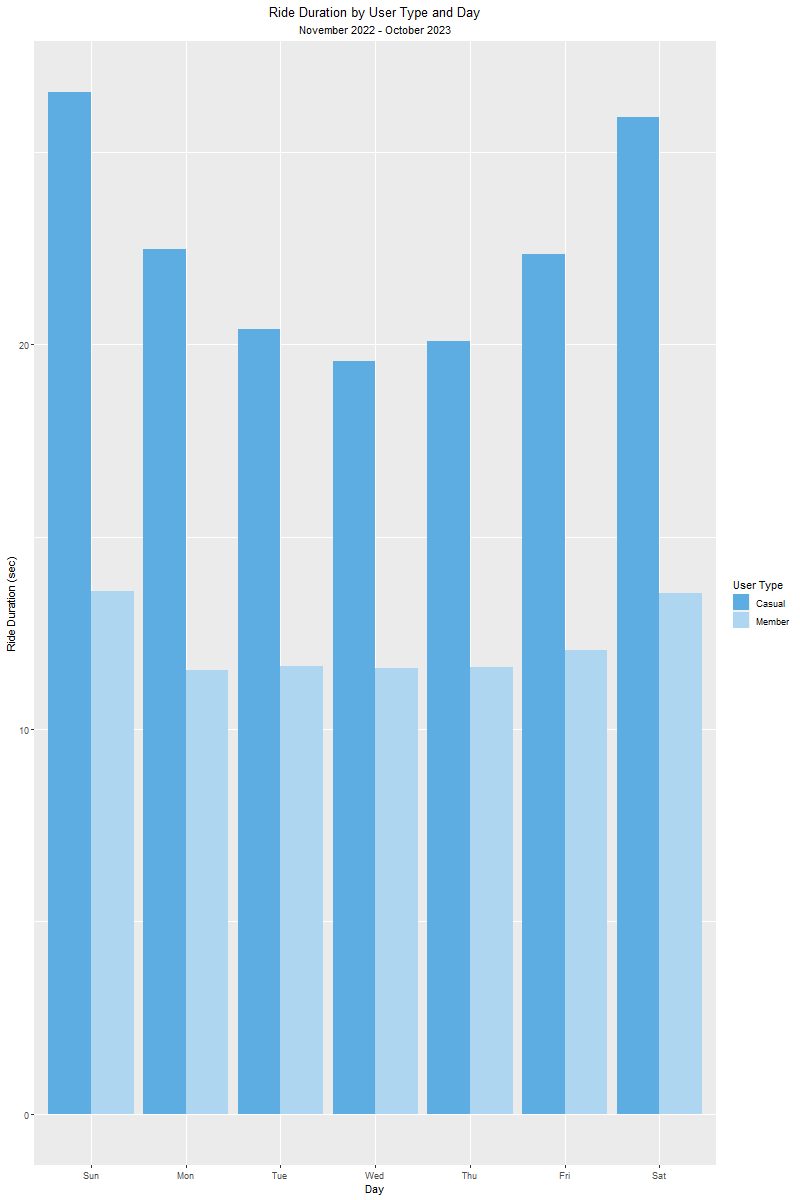 Ride Duration by User Type and Day
November 2022 - October 2023
20
10
0
Ride Duration (sec)
Sun Mon Tue Wed Thu Fri Sat
Day
User Type
Casual
Member